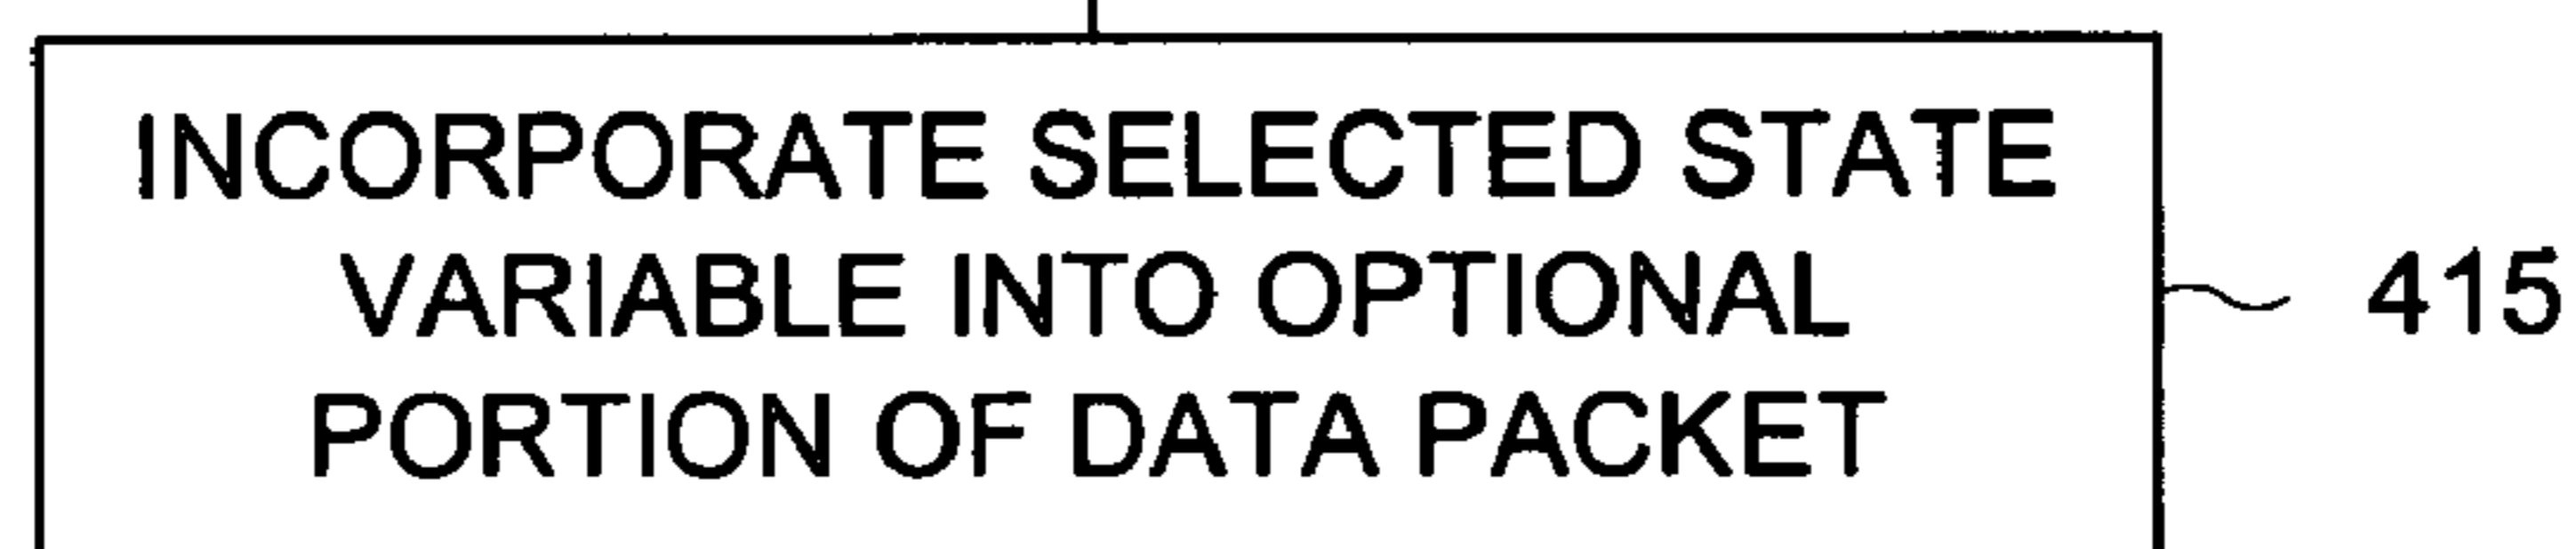 INCORPORATE SELECTED STATE
VARIABLE INTO OPTIONAL
PORTION OF DATA PACKET
415